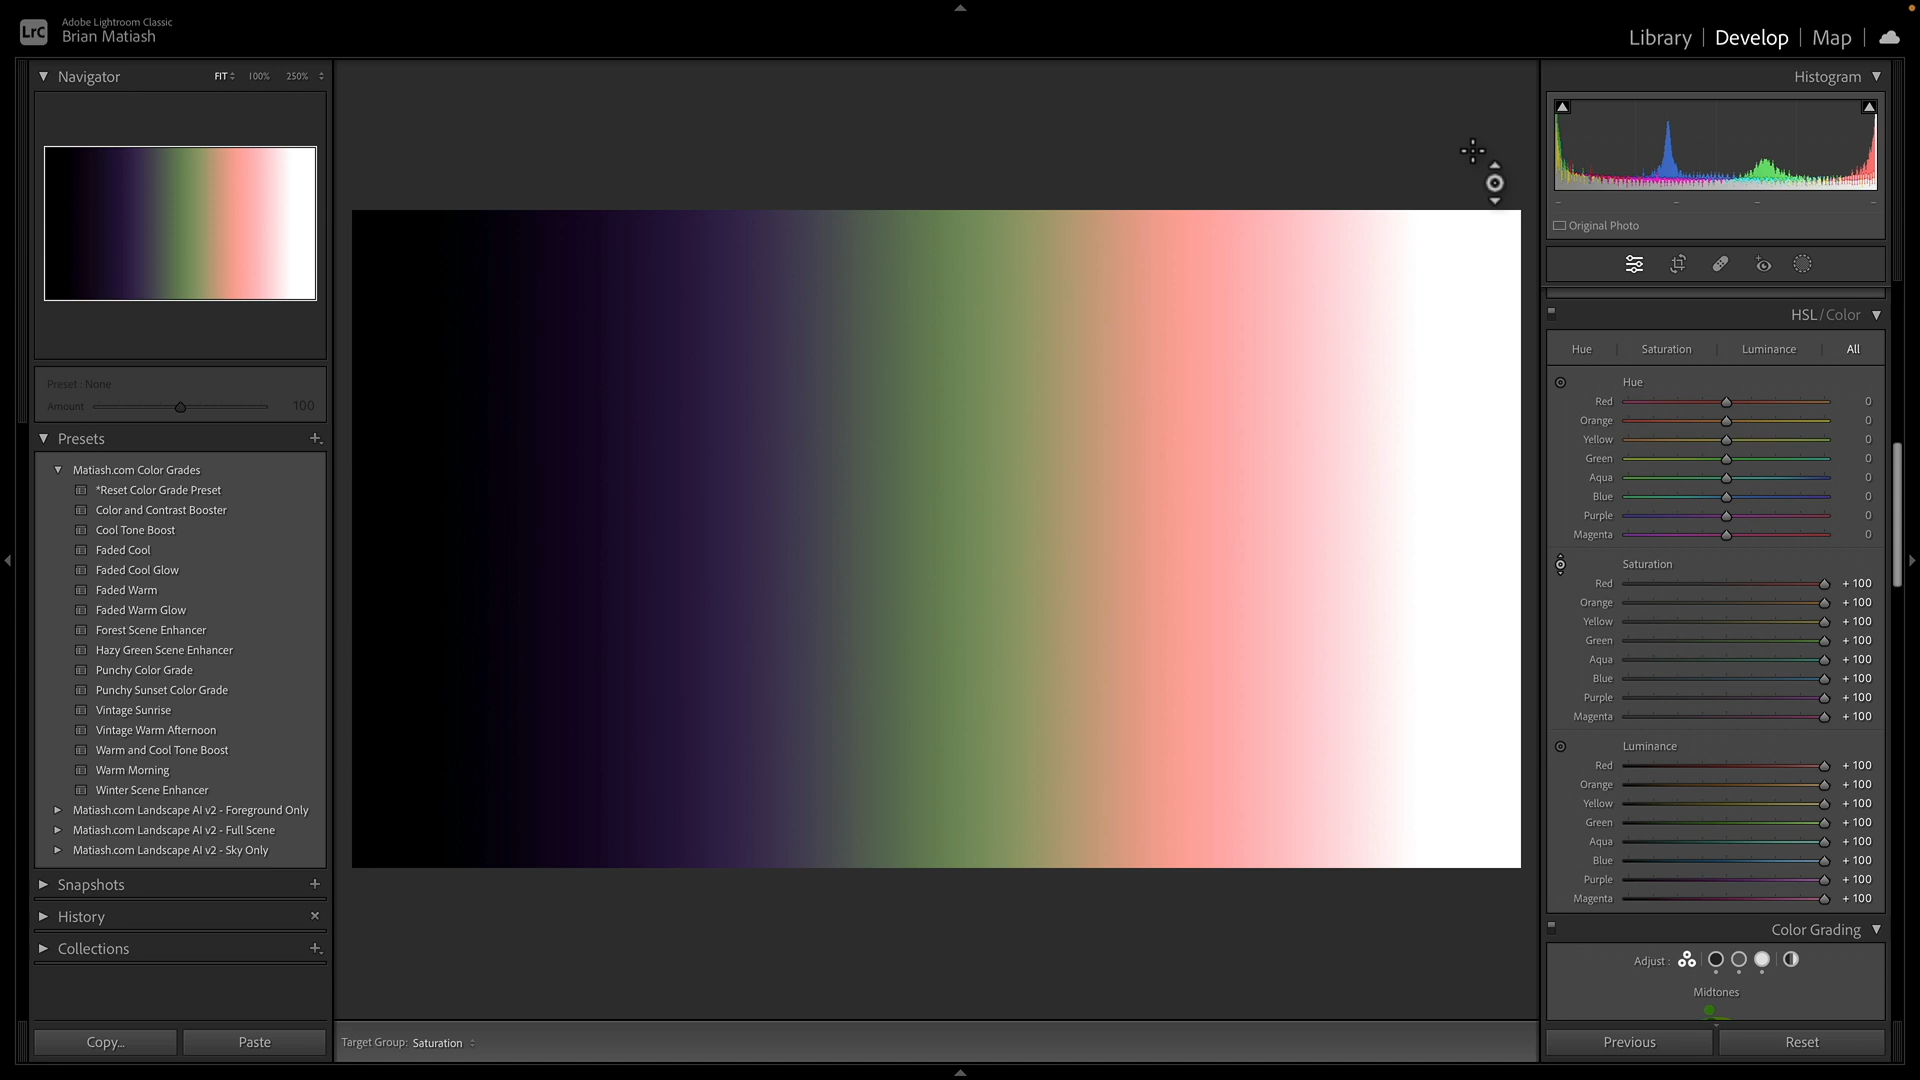 LrC
Adobe Lightroom Classic
Brian Matiash
Library | Develop | Map
Navigator FIT 100% 250%
Preset : None
Amount 100
Presets
Matiash.com Color Grades
*Reset Color Grade Preset
Color and Contrast Booster
Cool Tone Boost
Faded Cool
Faded Cool Glow
Faded Warm
Faded Warm Glow
Forest Scene Enhancer
Hazy Green Scene Enhancer
Punchy Color Grade
Punchy Sunset Color Grade
Vintage Sunrise
Vintage Warm Afternoon
Warm and Cool Tone Boost
Warm Morning
Winter Scene Enhancer
Matiash.com Landscape AI v2 - Foreground Only
Matiash.com Landscape AI v2 - Full Scene
Matiash.com Landscape AI v2 - Sky Only
Snapshots
History
Collections
Copy... Paste
Target Group: Saturation
Histogram
Original Photo
HSL / Color
Hue | Saturation | Luminance | All
Hue
Red 0
Orange 0
Yellow 0
Green 0
Aqua 0
Blue 0
Purple 0
Magenta 0
Saturation
Red + 100
Orange + 100
Yellow + 100
Green + 100
Aqua + 100
Blue + 100
Purple + 100
Magenta + 100
Luminance
Red + 100
Orange + 100
Yellow + 100
Green + 100
Aqua + 100
Blue + 100
Purple + 100
Magenta + 100
Color Grading
Adjust :
Midtones
Previous Reset